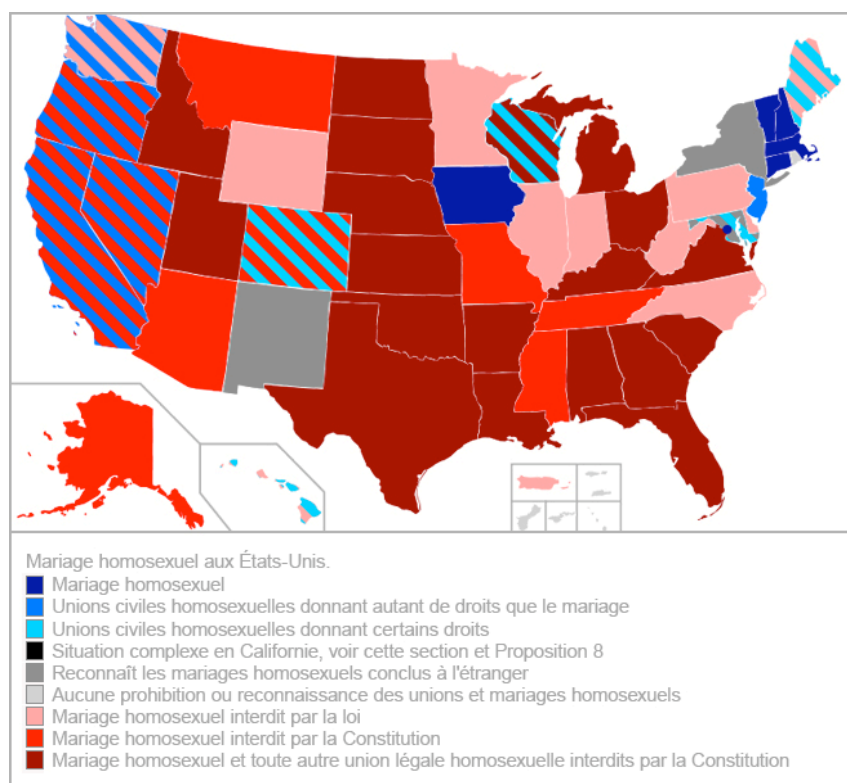 Mariage homosexuel aux États-Unis.
Mariage homosexuel
Unions civiles homosexuelles donnant autant de droits que le mariage
Unions civiles homosexuelles donnant certains droits
Situation complexe en Californie, voir cette section et Proposition 8
Reconnaît les mariages homosexuels conclus à l'étranger
Aucune prohibition ou reconnaissance des unions et mariages homosexuels
Mariage homosexuel interdit par la loi
Mariage homosexuel interdit par la Constitution
Mariage homosexuel et toute autre union légale homosexuelle interdits par la Constitution